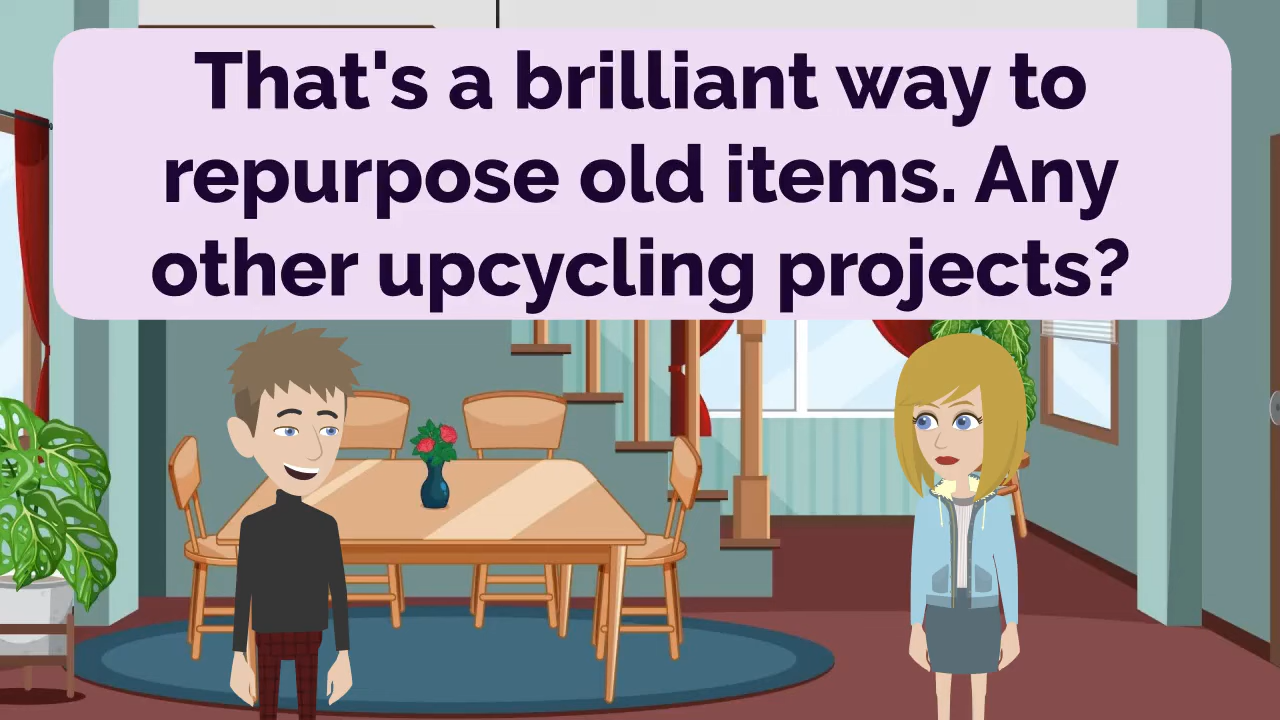 That's a brilliant way to
repurpose old items. Any
other upcycling projects?